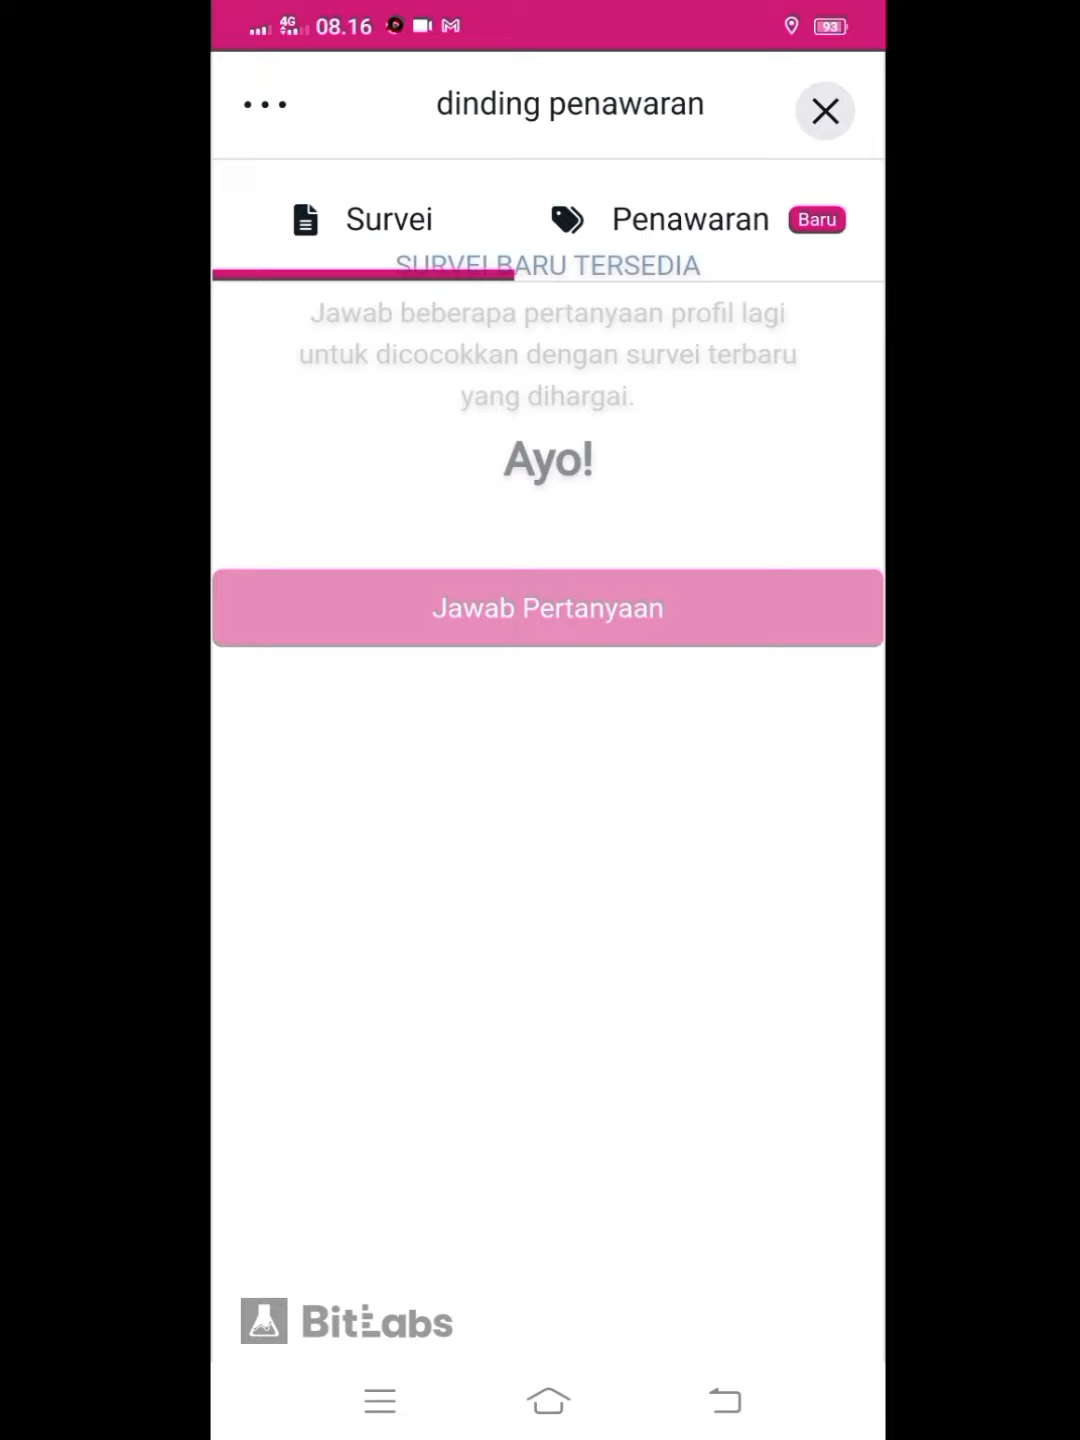 4G 08.16 93
dinding penawaran
Survei Penawaran Baru
SURVEI BARU TERSEDIA
Jawab beberapa pertanyaan profil lagi
untuk dicocokkan dengan survei terbaru
yang dihargai.
Ayo!
Jawab Pertanyaan
BitLabs